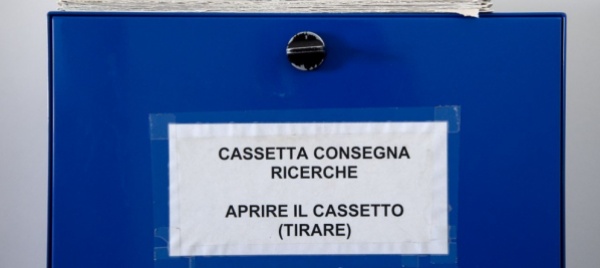 CASSETTA CONSEGNA
RICERCHE
APRIRE IL CASSETTO
(TIRARE)